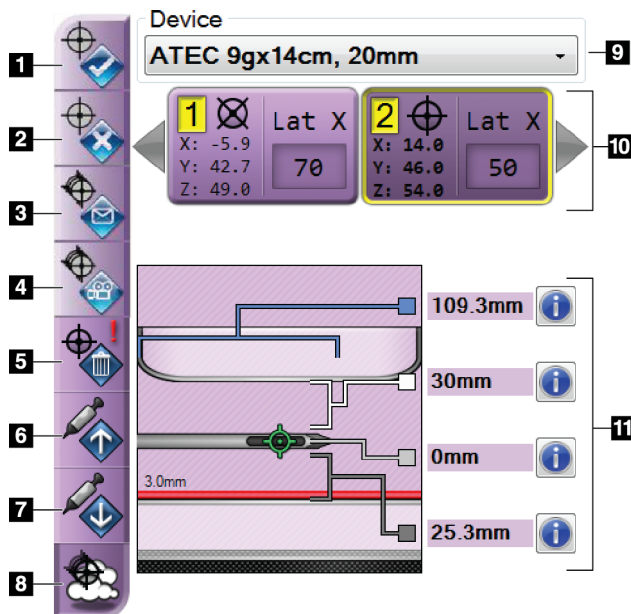 Device
1
ATEC 9gx14cm, 20mm
9
2
1 Lat X
X: -5.9
Y: 42.7
Z: 49.0
70
2 Lat X
X: 14.0
Y: 46.0
Z: 54.0
50
10
3
4
109.3mm
5
!
30mm
6
11
0mm
3.0mm
7
25.3mm
8